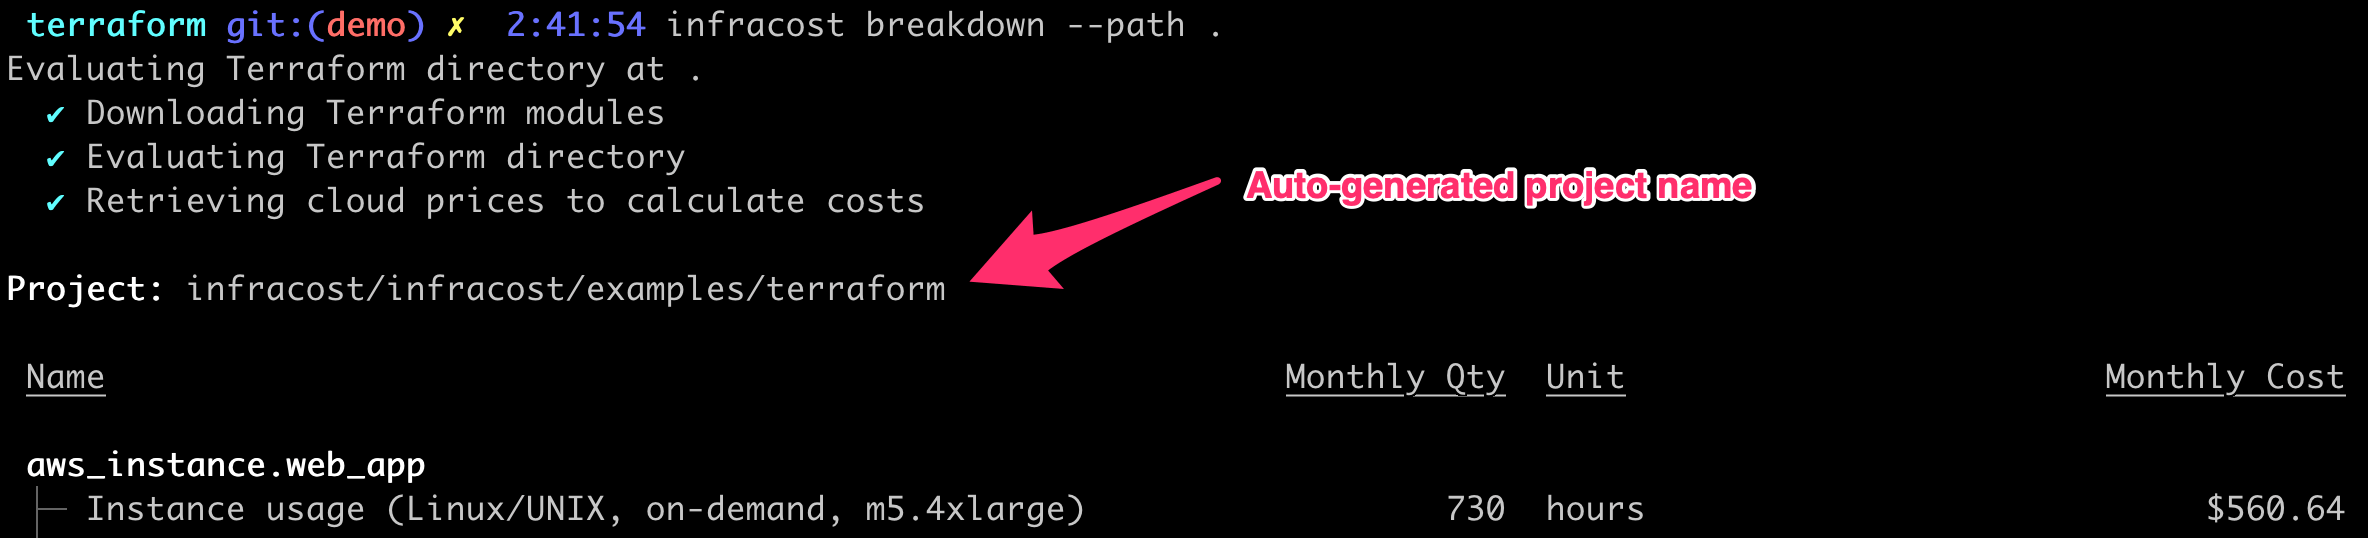 terraform git:(demo) ✗ 2:41:54 infracost breakdown --path .
Evaluating Terraform directory at .
✔ Downloading Terraform modules
✔ Evaluating Terraform directory
✔ Retrieving cloud prices to calculate costs
Auto-generated project name
Project: infracost/infracost/examples/terraform
Name Monthly Qty Unit Monthly Cost
aws_instance.web_app
├─ Instance usage (Linux/UNIX, on-demand, m5.4xlarge) 730 hours $560.64